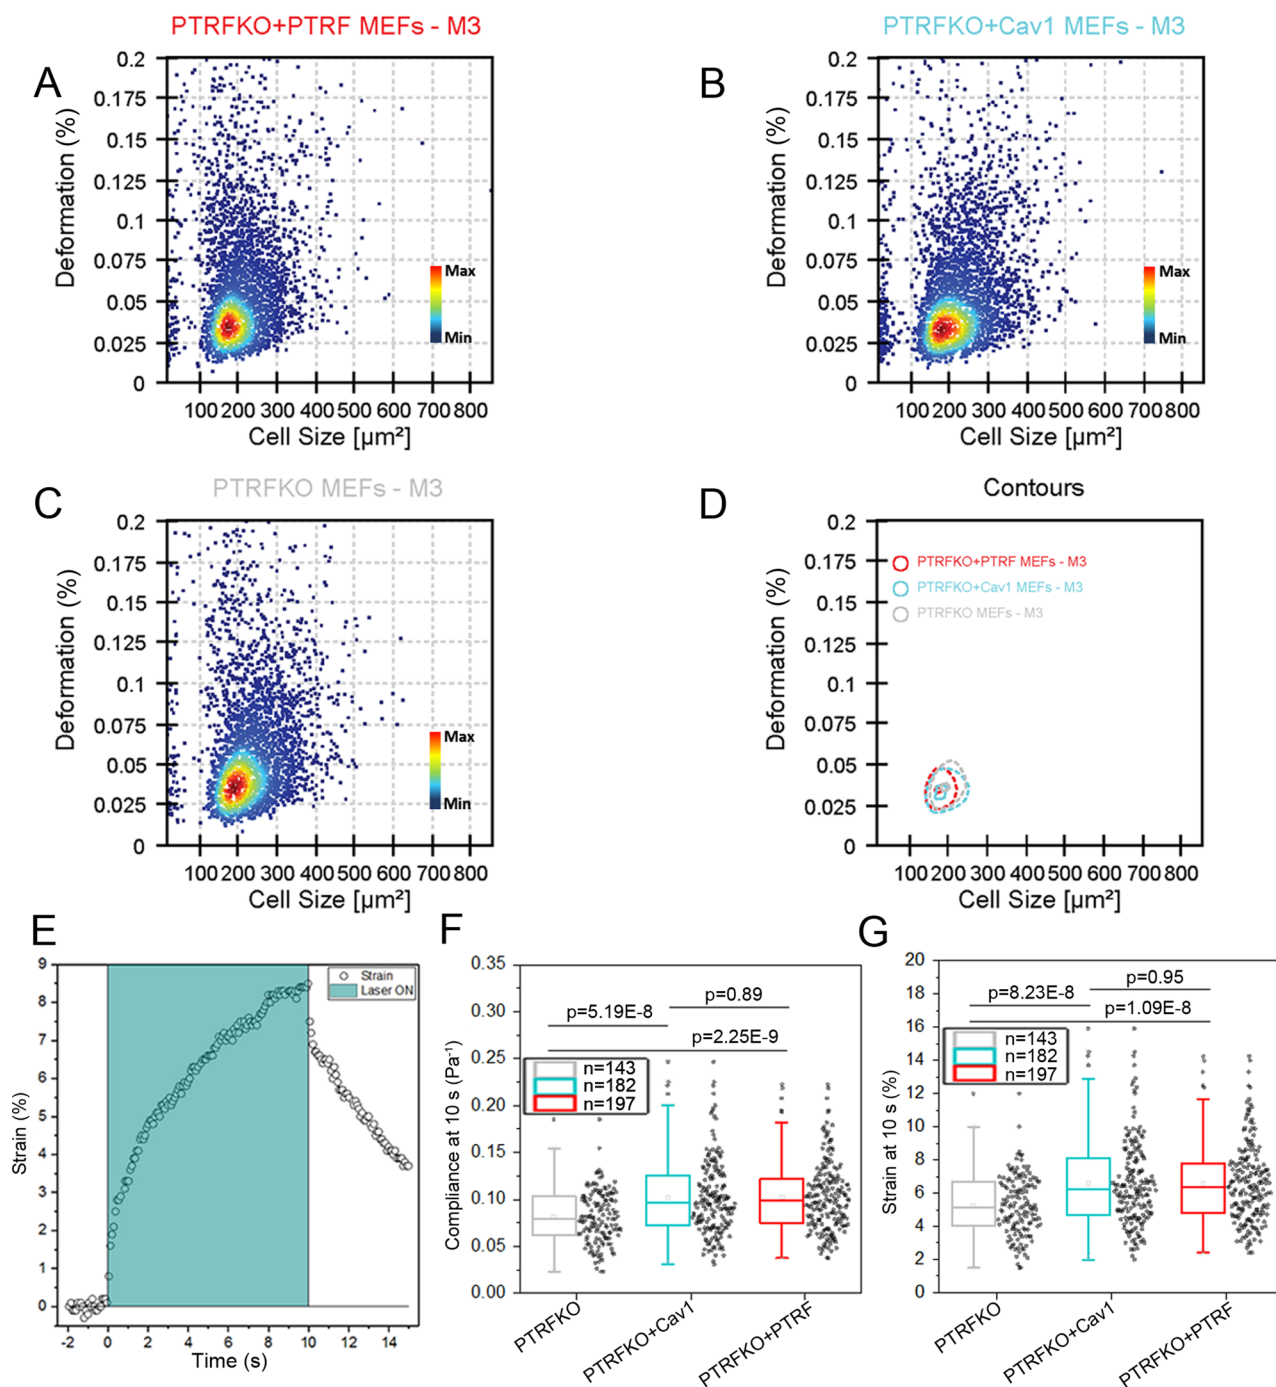 PTRFKO+PTRF MEFs - M3
PTRFKO+Cav1 MEFs - M3
A
Deformation (%)
0.2
0.175
0.15
0.125
0.1
0.075
0.05
0.025
0
Max
Min
100 200 300 400 500 600 700 800
Cell Size [µm²]
B
Deformation (%)
0.2
0.175
0.15
0.125
0.1
0.075
0.05
0.025
0
Max
Min
100 200 300 400 500 600 700 800
Cell Size [µm²]
C
PTRFKO MEFs - M3
Deformation (%)
0.2
0.175
0.15
0.125
0.1
0.075
0.05
0.025
0
Max
Min
100 200 300 400 500 600 700 800
Cell Size [µm²]
D
Contours
Deformation (%)
0.2
0.175
0.15
0.125
0.1
0.075
0.05
0.025
0
PTRFKO+PTRF MEFs - M3
PTRFKO+Cav1 MEFs - M3
PTRFKO MEFs - M3
100 200 300 400 500 600 700 800
Cell Size [µm²]
E
Strain (%)
9
8
7
6
5
4
3
2
1
0
Strain
Laser ON
-2 0 2 4 6 8 10 12 14
Time (s)
F
Compliance at 10 s (Pa⁻¹)
0.35
0.30
0.25
0.20
0.15
0.10
0.05
0.00
p=5.19E-8
p=0.89
p=2.25E-9
n=143
n=182
n=197
PTRFKO
PTRFKO+Cav1
PTRFKO+PTRF
G
Strain at 10 s (%)
20
18
16
14
12
10
8
6
4
2
0
p=0.95
p=8.23E-8
p=1.09E-8
n=143
n=182
n=197
PTRFKO
PTRFKO+Cav1
PTRFKO+PTRF